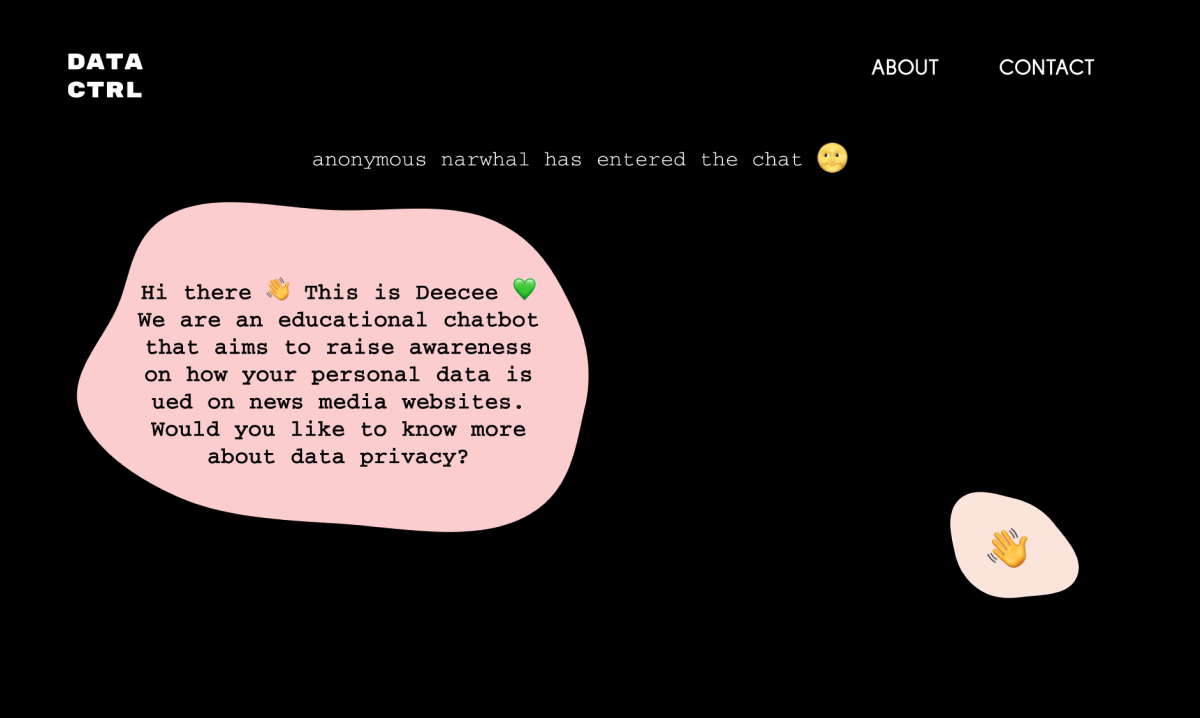 DATA
CTRL
ABOUT
CONTACT
anonymous narwhal has entered the chat 🌝
Hi there 👋 This is Deecee 💚
We are an educational chatbot
that aims to raise awareness
on how your personal data is
ued on news media websites.
Would you like to know more
about data privacy?
👋